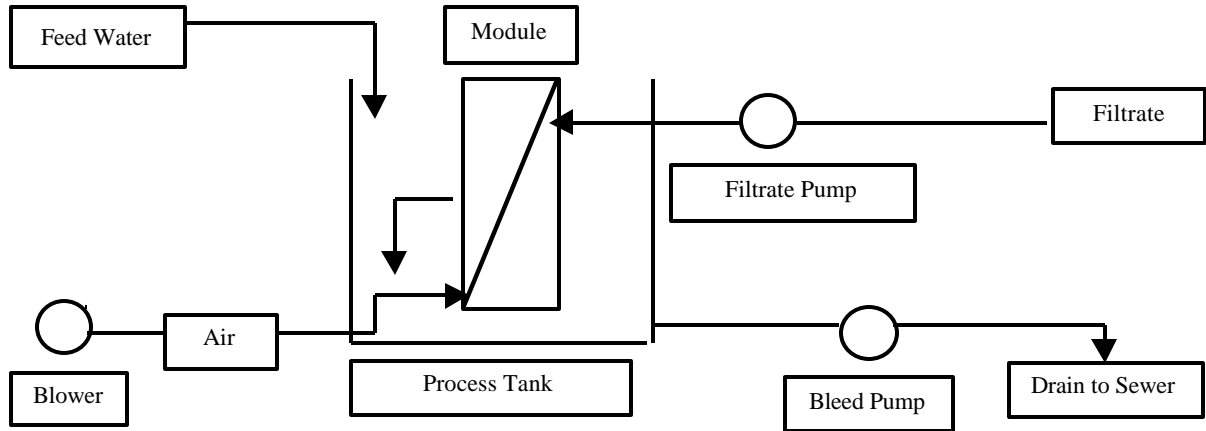 Feed Water
Module
Filtrate
Filtrate Pump
Air
Blower
Process Tank
Bleed Pump
Drain to Sewer